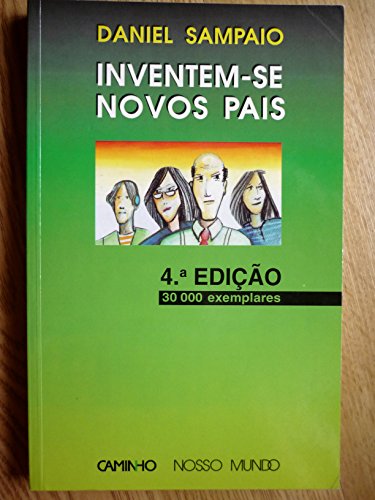 DANIEL SAMPAIO
INVENTEM-SE
NOVOS PAIS
4.ª EDIÇÃO
30 000 exemplares
CAMINHO NOSSO MUNDO